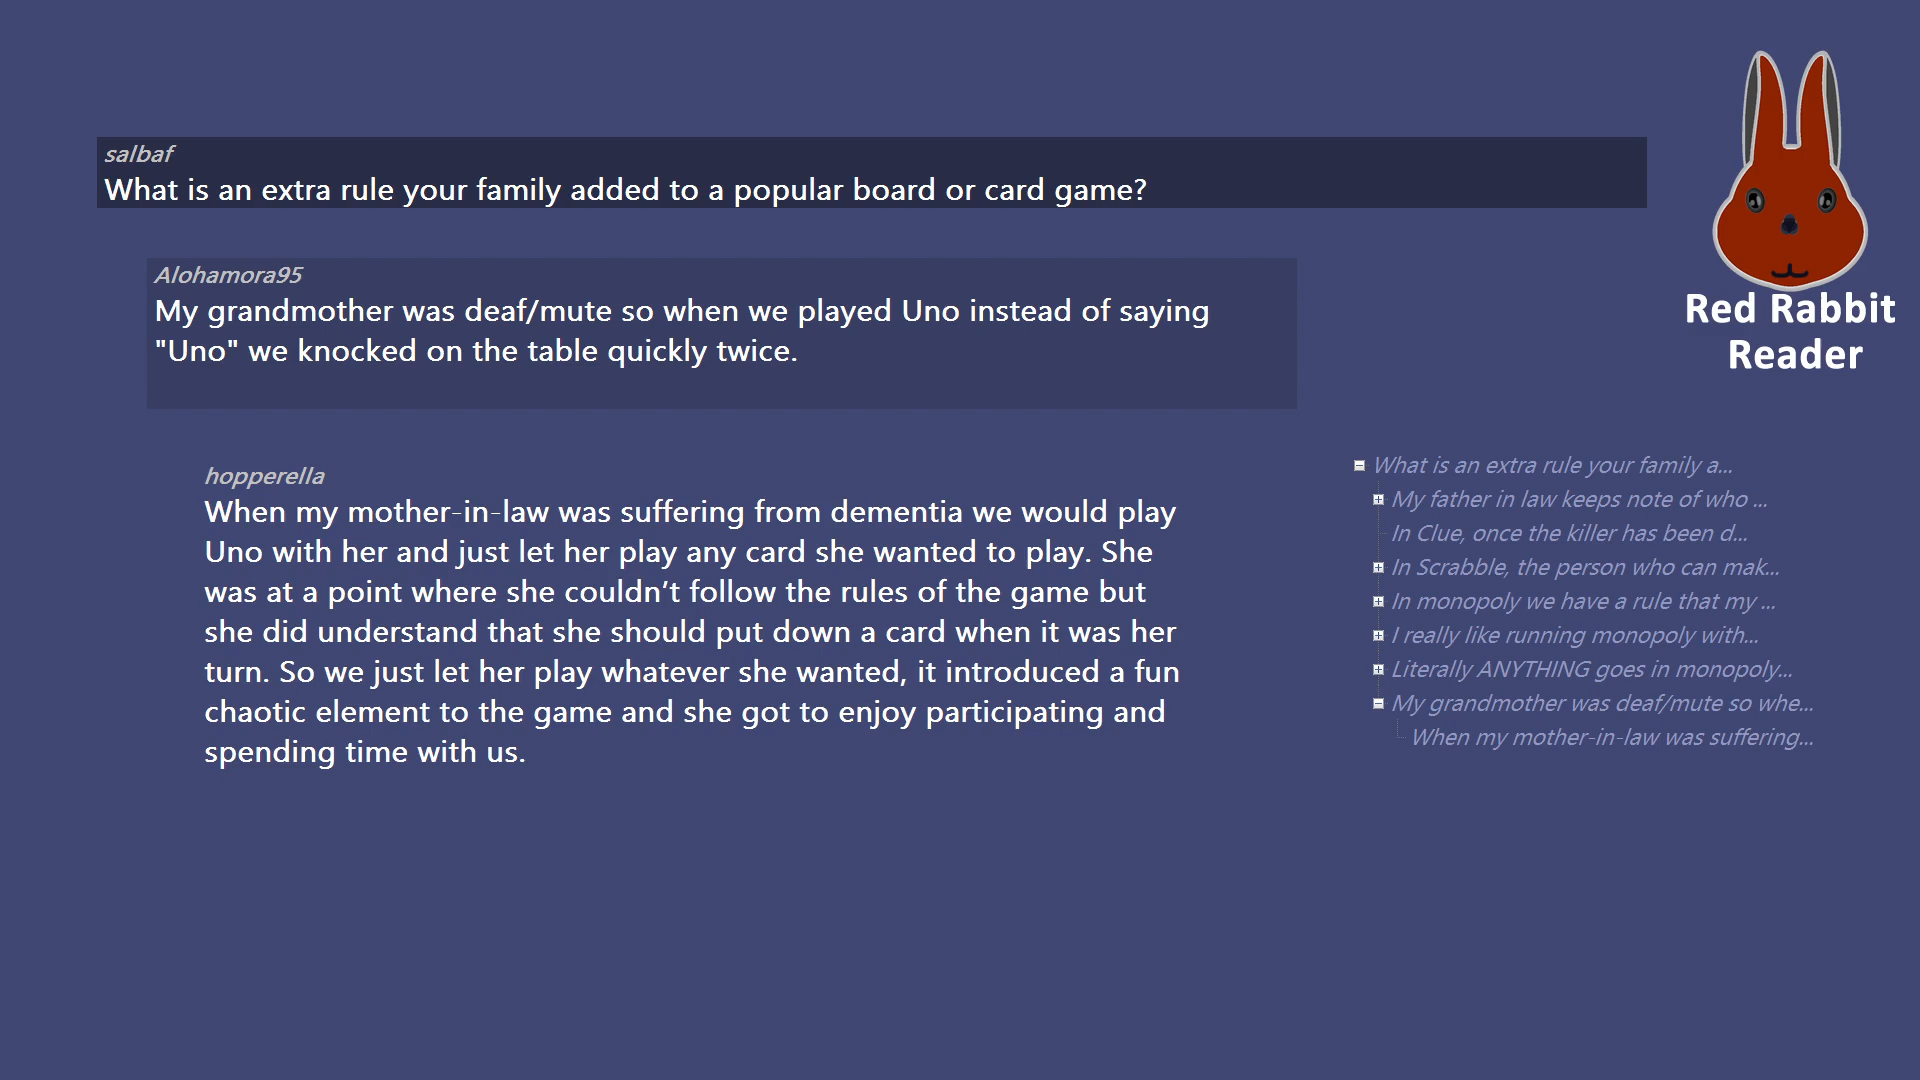 salbaf
What is an extra rule your family added to a popular board or card game?
Alohamora95
My grandmother was deaf/mute so when we played Uno instead of saying
"Uno" we knocked on the table quickly twice.
hopperella
When my mother-in-law was suffering from dementia we would play
Uno with her and just let her play any card she wanted to play. She
was at a point where she couldn’t follow the rules of the game but
she did understand that she should put down a card when it was her
turn. So we just let her play whatever she wanted, it introduced a fun
chaotic element to the game and she got to enjoy participating and
spending time with us.
Red Rabbit
Reader
What is an extra rule your family a...
My father in law keeps note of who ...
In Clue, once the killer has been d...
In Scrabble, the person who can mak...
In monopoly we have a rule that my ...
I really like running monopoly with...
Literally ANYTHING goes in monopoly...
My grandmother was deaf/mute so whe...
When my mother-in-law was suffering...